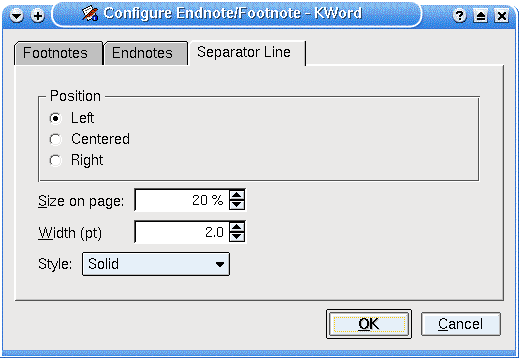 Configure Endnote/Footnote - KWord
Footnotes Endnotes Separator Line
Position
Left
Centered
Right
Size on page: 20 %
Width (pt) 2.0
Style: Solid
OK Cancel